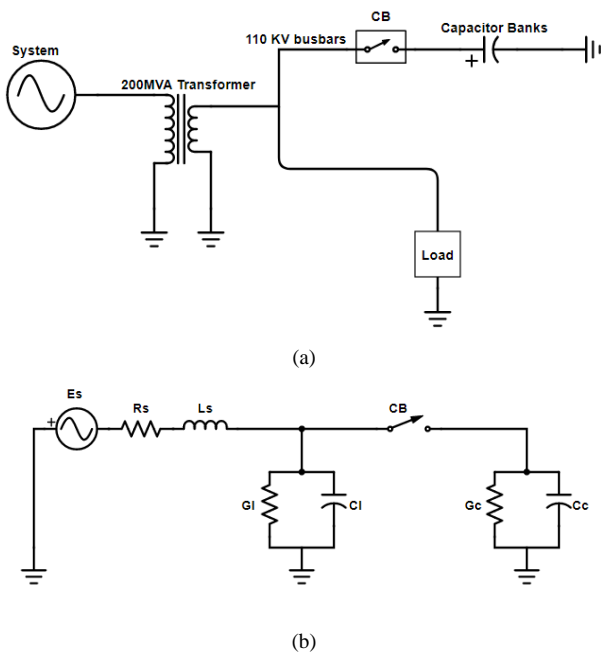 CB
Capacitor Banks
System
110 KV busbars
+
200MVA Transformer
Load
(a)
Es
Rs
Ls
CB
+
Gl
Cl
Gc
Cc
(b)